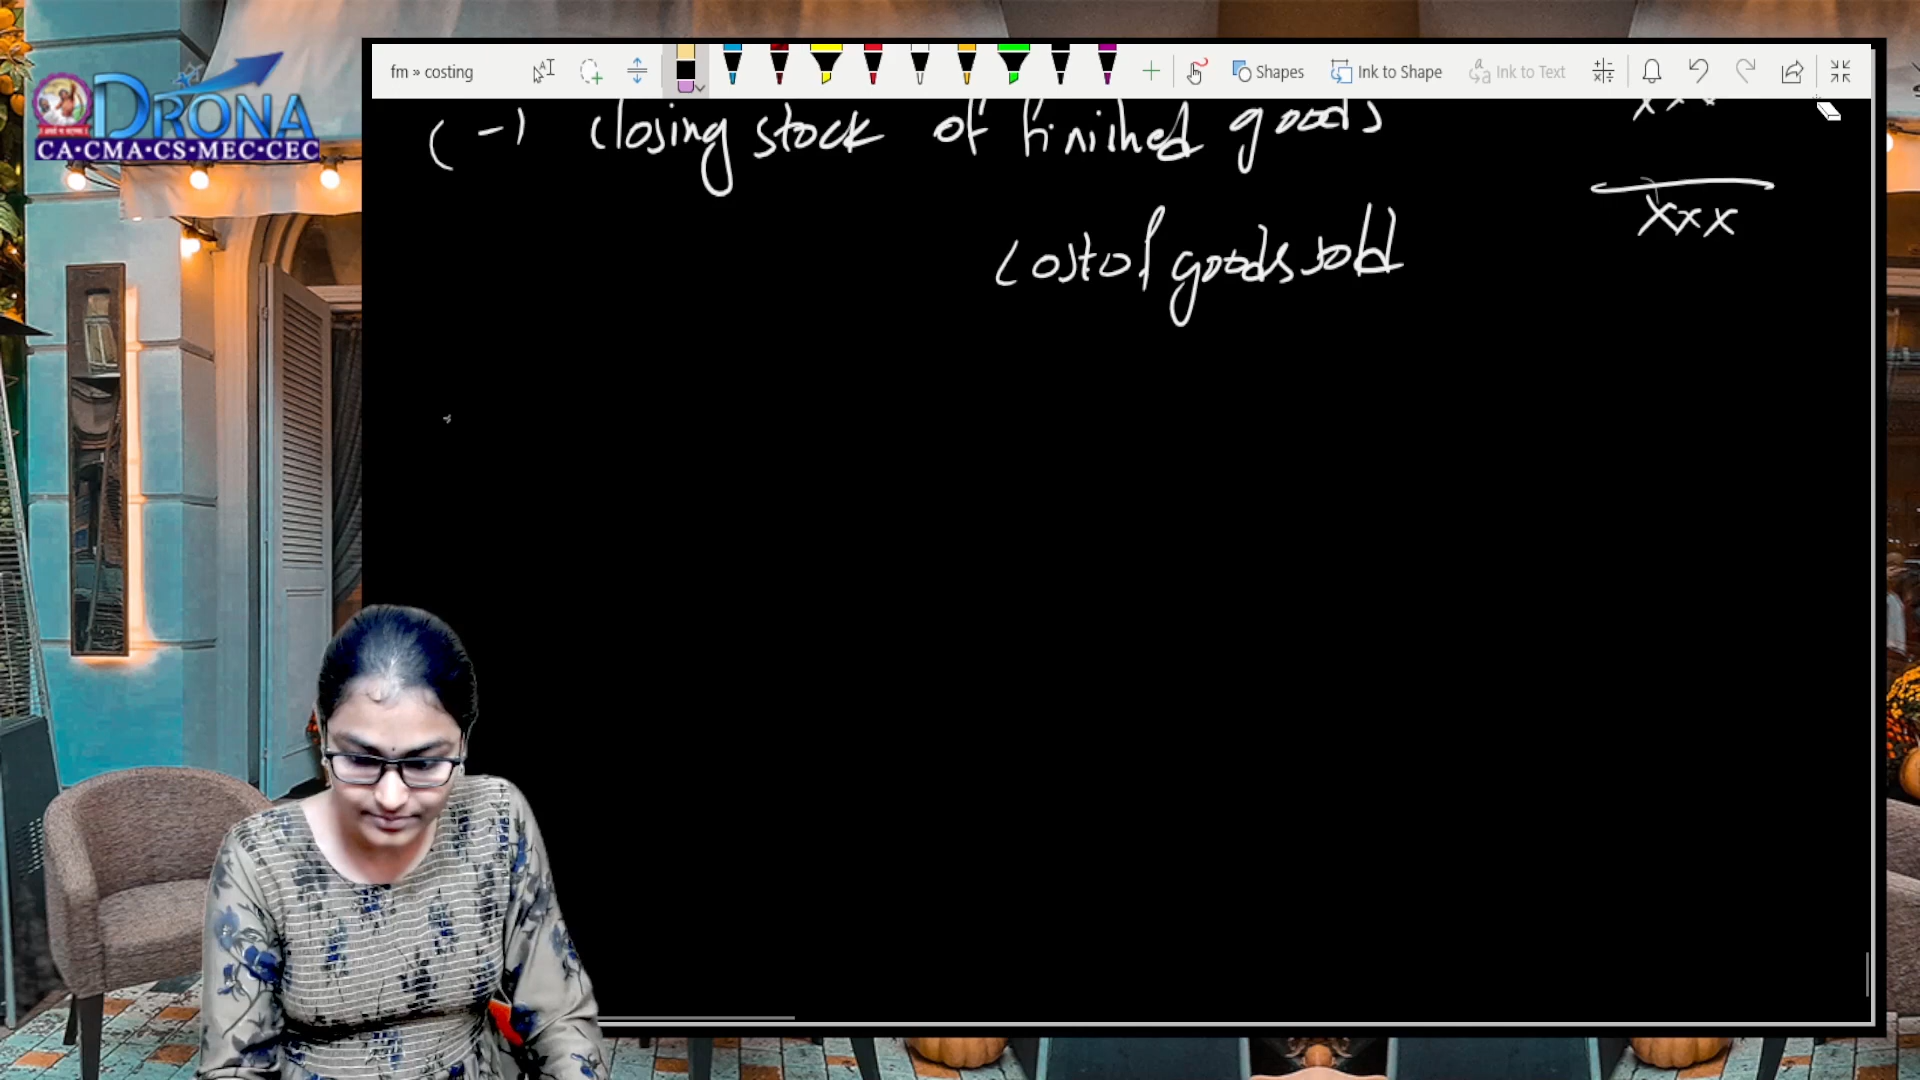 DRONA
CA•CMA•CS•MEC•CEC
fm » costing
Shapes
Ink to Shape
Ink to Text
xxx
(-) Closing stock of finished goods
xxx
Cost of goods sold